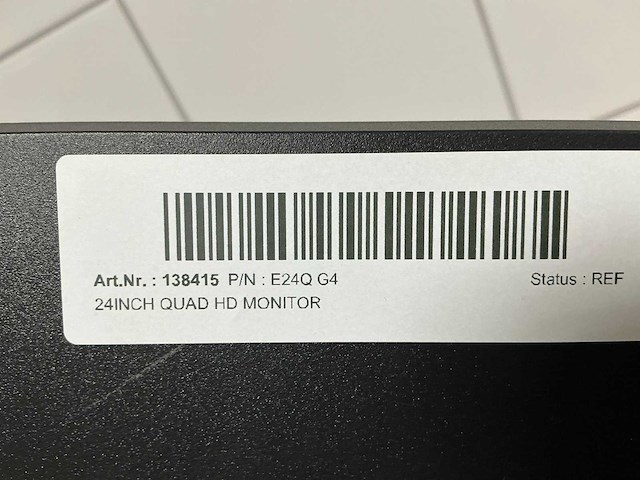 Art.Nr. : 138415 P/N : E24Q G4 Status : REF
24INCH QUAD HD MONITOR